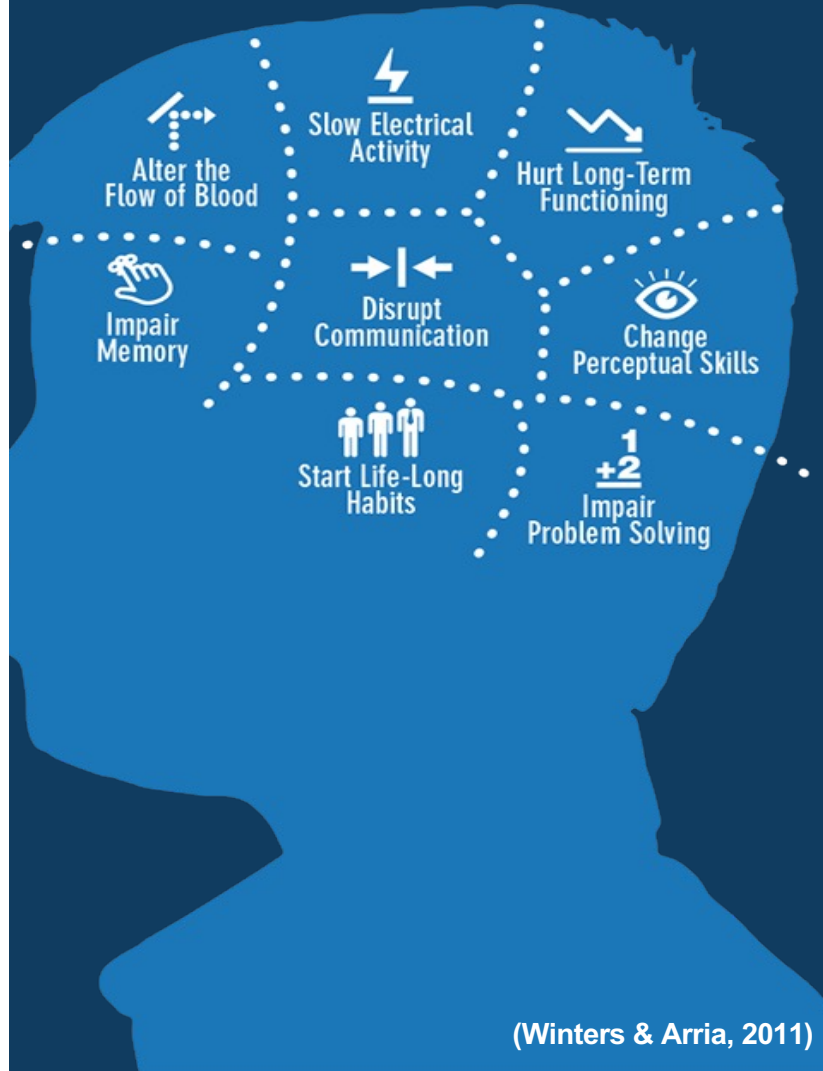 Slow Electrical
Activity
Alter the
Flow of Blood
Hurt Long-Term
Functioning
Impair
Memory
Disrupt
Communication
Change
Perceptual Skills
Start Life-Long
Habits
1
+2
Impair
Problem Solving
(Winters & Arria, 2011)